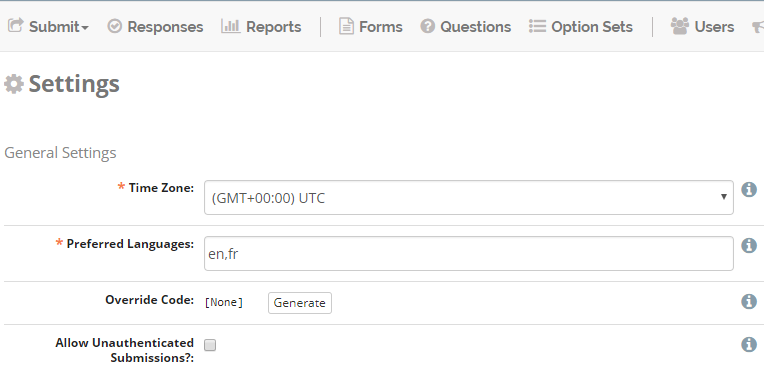 Submit Responses Reports Forms Questions Option Sets Users
Settings
General Settings
* Time Zone: (GMT+00:00) UTC
* Preferred Languages: en,fr
Override Code: [None] Generate
Allow Unauthenticated
Submissions?: